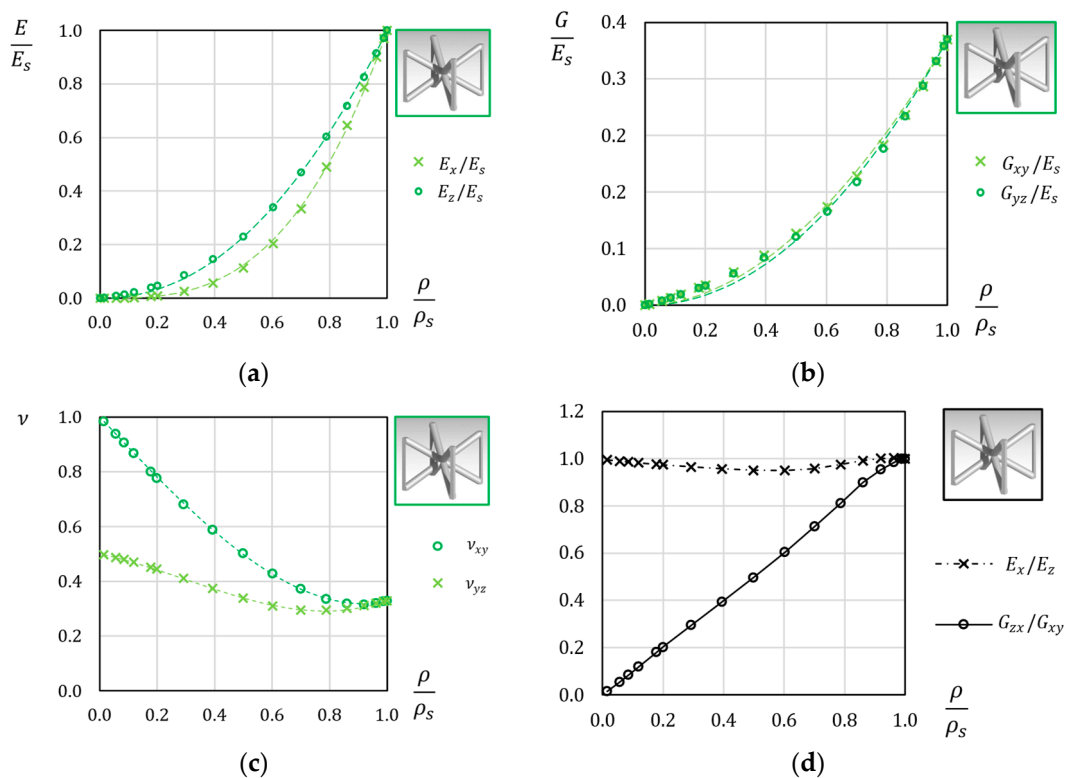 E/E_s
1.0
0.8
0.6
0.4
0.2
0.0
0.0 0.2 0.4 0.6 0.8 1.0
ρ/ρ_s
E_x/E_s
E_z/E_s
(a)
G/E_s
0.4
0.3
0.2
0.2
0.1
0.0
0.0 0.2 0.4 0.6 0.8 1.0
ρ/ρ_s
G_xy/E_s
G_yz/E_s
(b)
ν
1.0
0.8
0.6
0.4
0.2
0.0
0.0 0.2 0.4 0.6 0.8 1.0
ρ/ρ_s
ν_xy
ν_yz
(c)
1.2
1.0
0.8
0.6
0.4
0.2
0.0
0.0 0.2 0.4 0.6 0.8 1.0
ρ/ρ_s
E_x/E_z
G_zx/G_xy
(d)